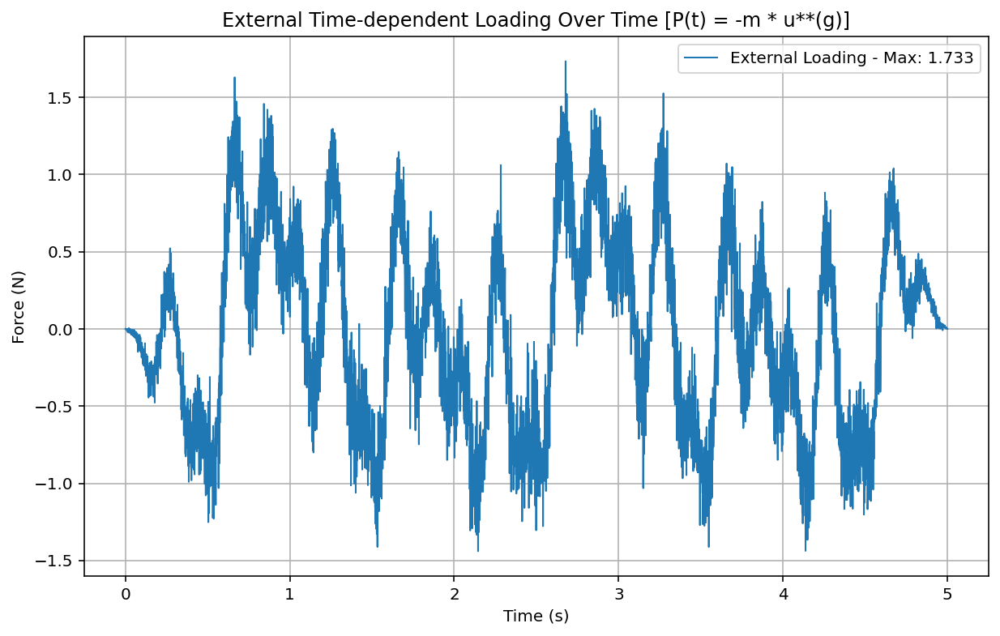 External Time-dependent Loading Over Time [P(t) = -m * u**(g)]
External Loading - Max: 1.733
Force (N)
1.5
1.0
0.5
0.0
−0.5
−1.0
−1.5
0 1 2 3 4 5
Time (s)